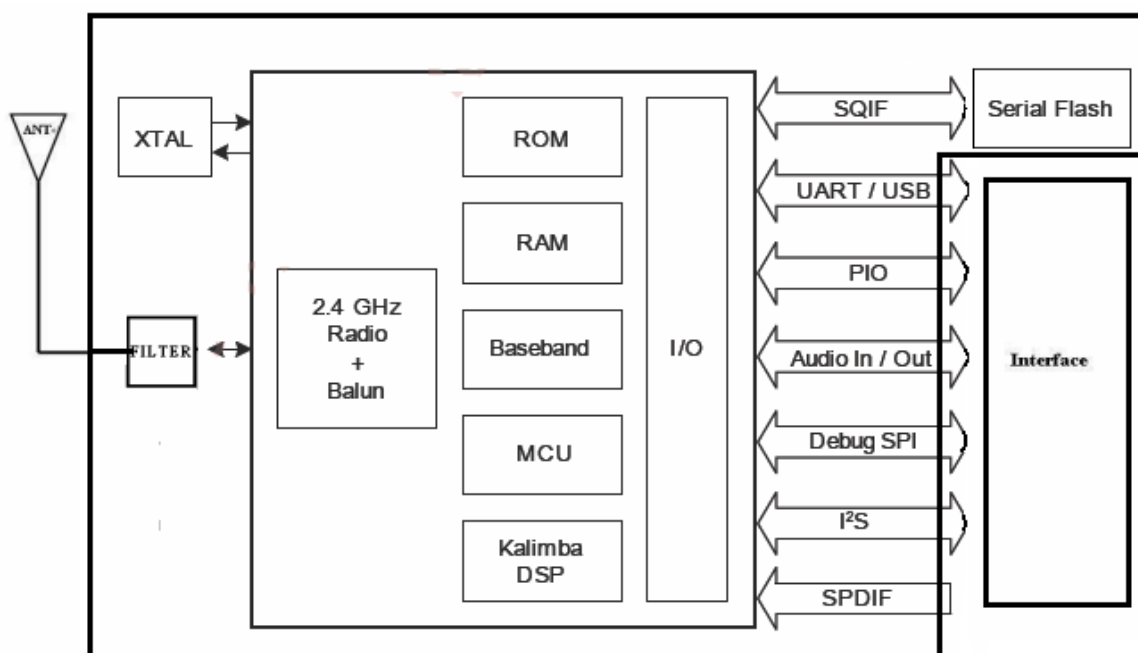 ANT-
XTAL
FILTER
2.4 GHz
Radio
+
Balun
ROM
RAM
Baseband
MCU
Kalimba
DSP
I/O
SQIF
UART / USB
PIO
Audio In / Out
Debug SPI
I²S
SPDIF
Serial Flash
Interface